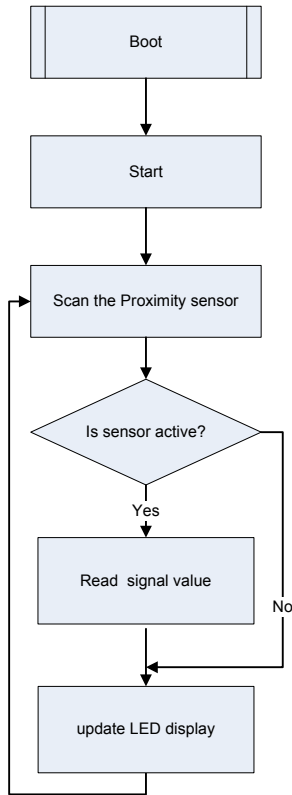 Boot
Start
Scan the Proximity sensor
Is sensor active?
Yes
Read signal value
No
update LED display